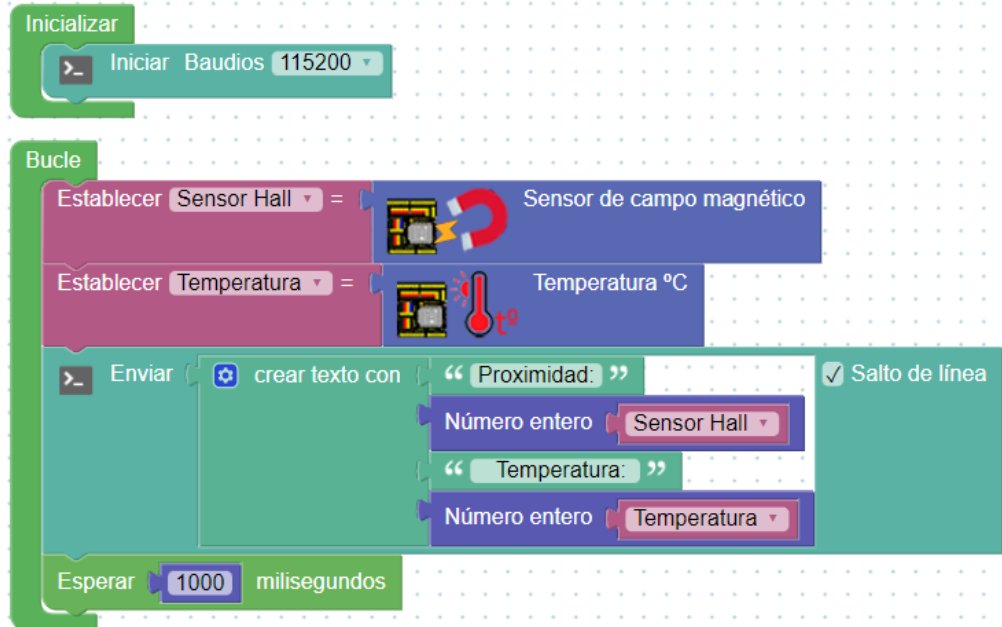 Inicializar
>_ Iniciar Baudios 115200
Bucle
Establecer Sensor Hall = Sensor de campo magnético
Establecer Temperatura = tº Temperatura ºC
>_ Enviar crear texto con “ Proximidad: ” Salto de línea
Número entero Sensor Hall
“ Temperatura: ”
Número entero Temperatura
Esperar 1000 milisegundos